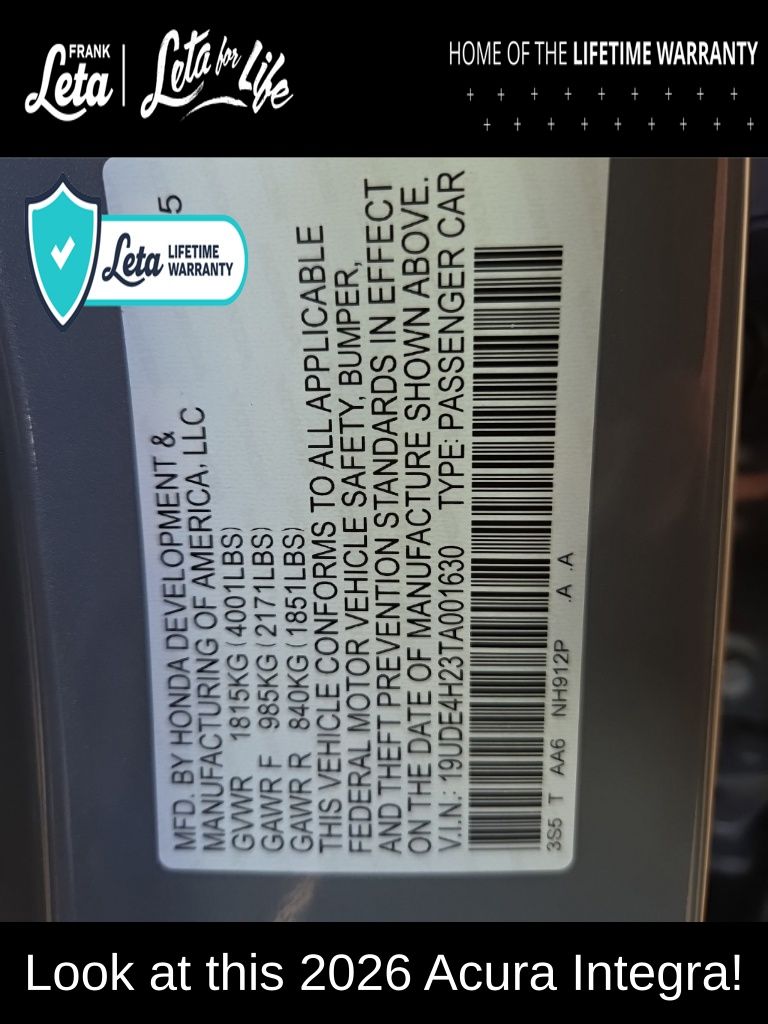 FRANK
Leta
Leta for Life
HOME OF THE LIFETIME WARRANTY
Leta LIFETIME WARRANTY
5
MFD. BY HONDA DEVELOPMENT &
MANUFACTURING OF AMERICA, LLC
GVWR 1815KG (4001LBS)
GAWR F 985KG (2171LBS)
GAWR R 840KG (1851LBS)
THIS VEHICLE CONFORMS TO ALL APPLICABLE
FEDERAL MOTOR VEHICLE SAFETY, BUMPER,
AND THEFT PREVENTION STANDARDS IN EFFECT
ON THE DATE OF MANUFACTURE SHOWN ABOVE.
V.I.N.: 19UDE4H23TA001630 TYPE: PASSENGER CAR
3S5 T AA6 NH912P .A .A
Look at this 2026 Acura Integra!